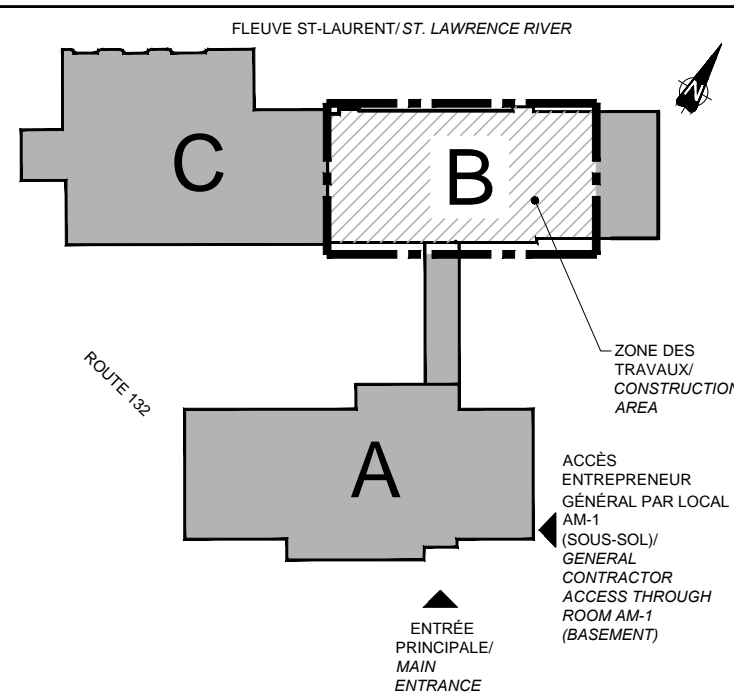 FLEUVE ST-LAURENT/ST. LAWRENCE RIVER
N
C
B
ZONE DES
TRAVAUX/
CONSTRUCTION
AREA
ROUTE 132
A
ACCÈS
ENTREPRENEUR
GÉNÉRAL PAR LOCAL
AM-1
(SOUS-SOL)/
GENERAL
CONTRACTOR
ACCESS THROUGH
ROOM AM-1
(BASEMENT)
ENTRÉE
PRINCIPALE/
MAIN
ENTRANCE